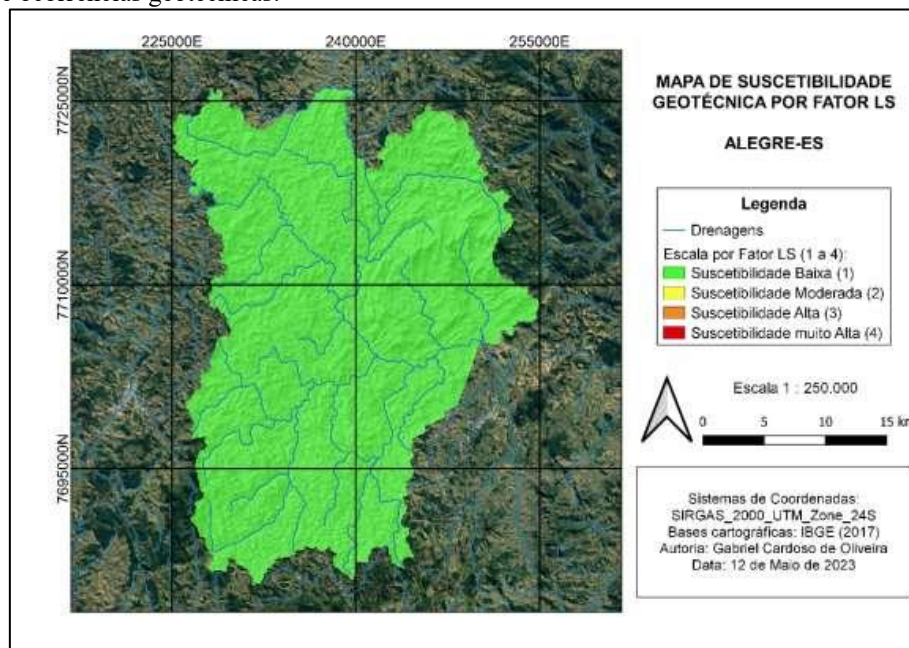 e ocorrências geotécnicas.
225000E 240000E 255000E
7725000N
7710000N
7695000N
MAPA DE SUSCETIBILIDADE
GEOTÉCNICA POR FATOR LS
ALEGRE-ES
Legenda
Drenagens
Escala por Fator LS (1 a 4):
Suscetibilidade Baixa (1)
Suscetibilidade Moderada (2)
Suscetibilidade Alta (3)
Suscetibilidade muito Alta (4)
Escala 1 : 250.000
0 5 10 15 km
Sistemas de Coordenadas:
SIRGAS_2000_UTM_Zone_24S
Bases cartográficas: IBGE (2017)
Autoria: Gabriel Cardoso de Oliveira
Data: 12 de Maio de 2023